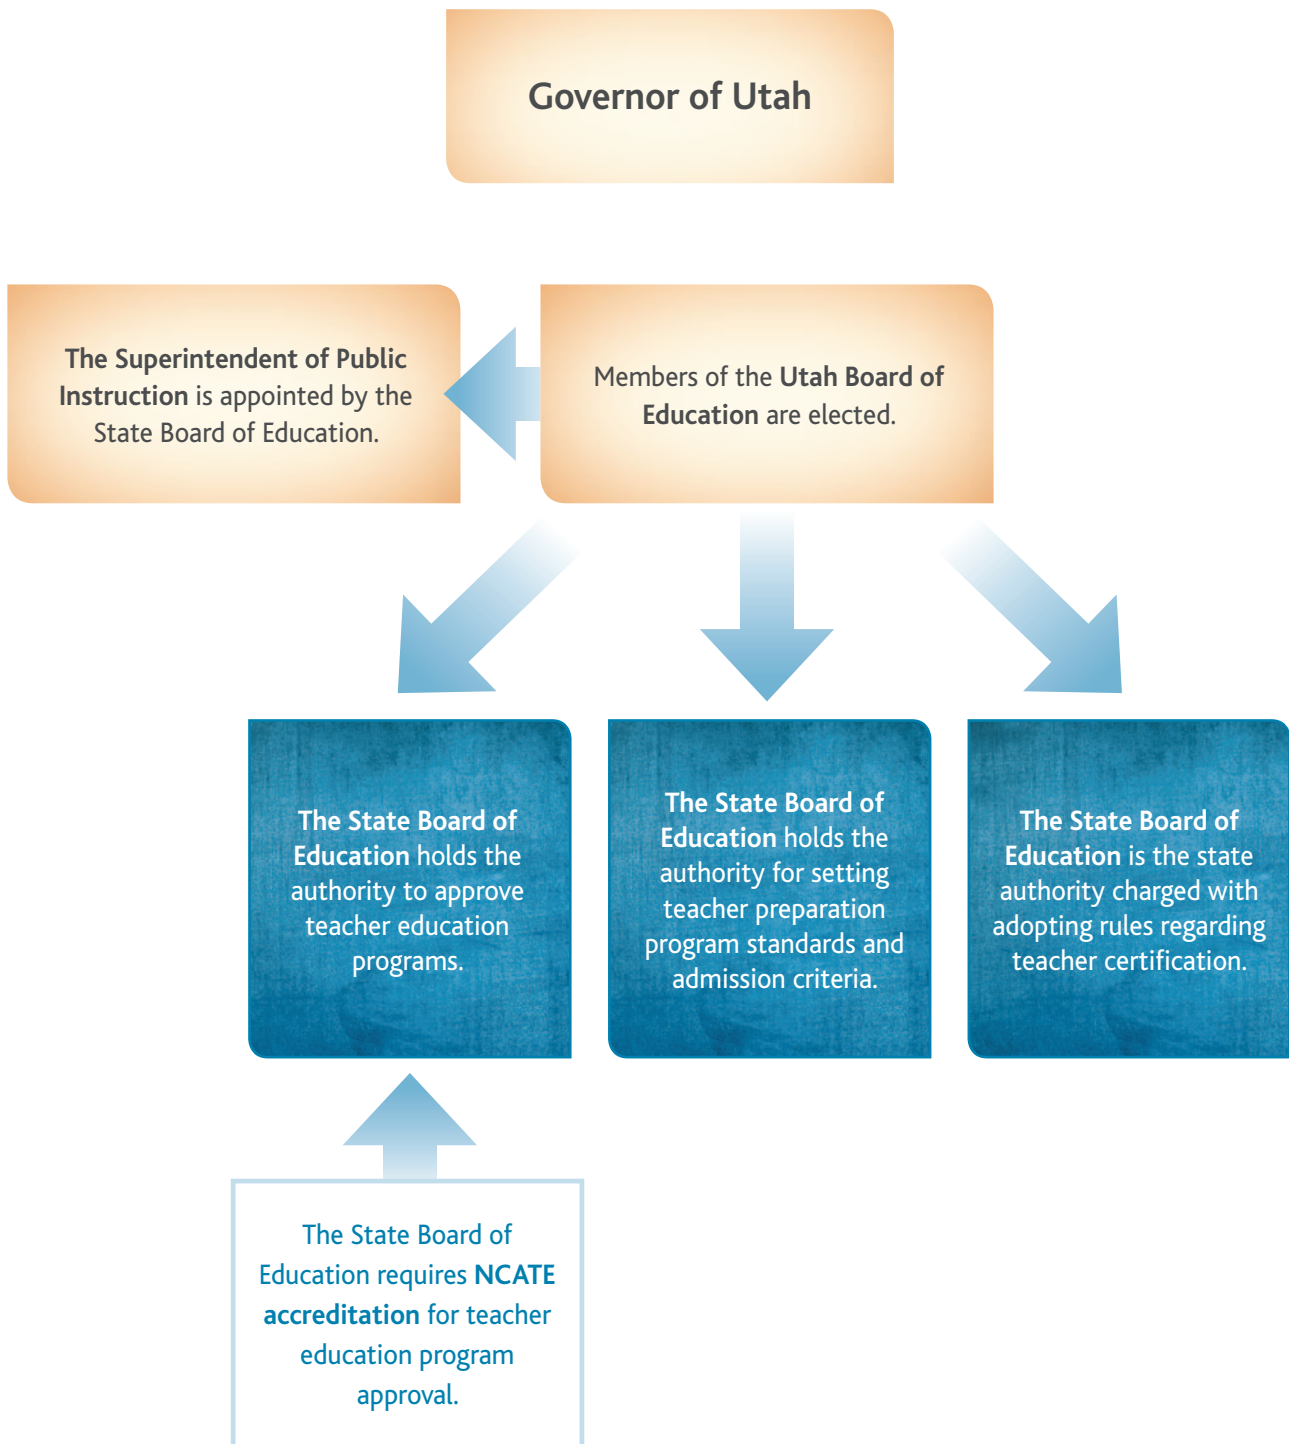 Governor of Utah
The Superintendent of Public
Instruction is appointed by the
State Board of Education.
Members of the Utah Board of
Education are elected.
The State Board of
Education holds the
authority to approve
teacher education
programs.
The State Board of
Education holds the
authority for setting
teacher preparation
program standards and
admission criteria.
The State Board of
Education is the state
authority charged with
adopting rules regarding
teacher certification.
The State Board of
Education requires NCATE
accreditation for teacher
education program
approval.